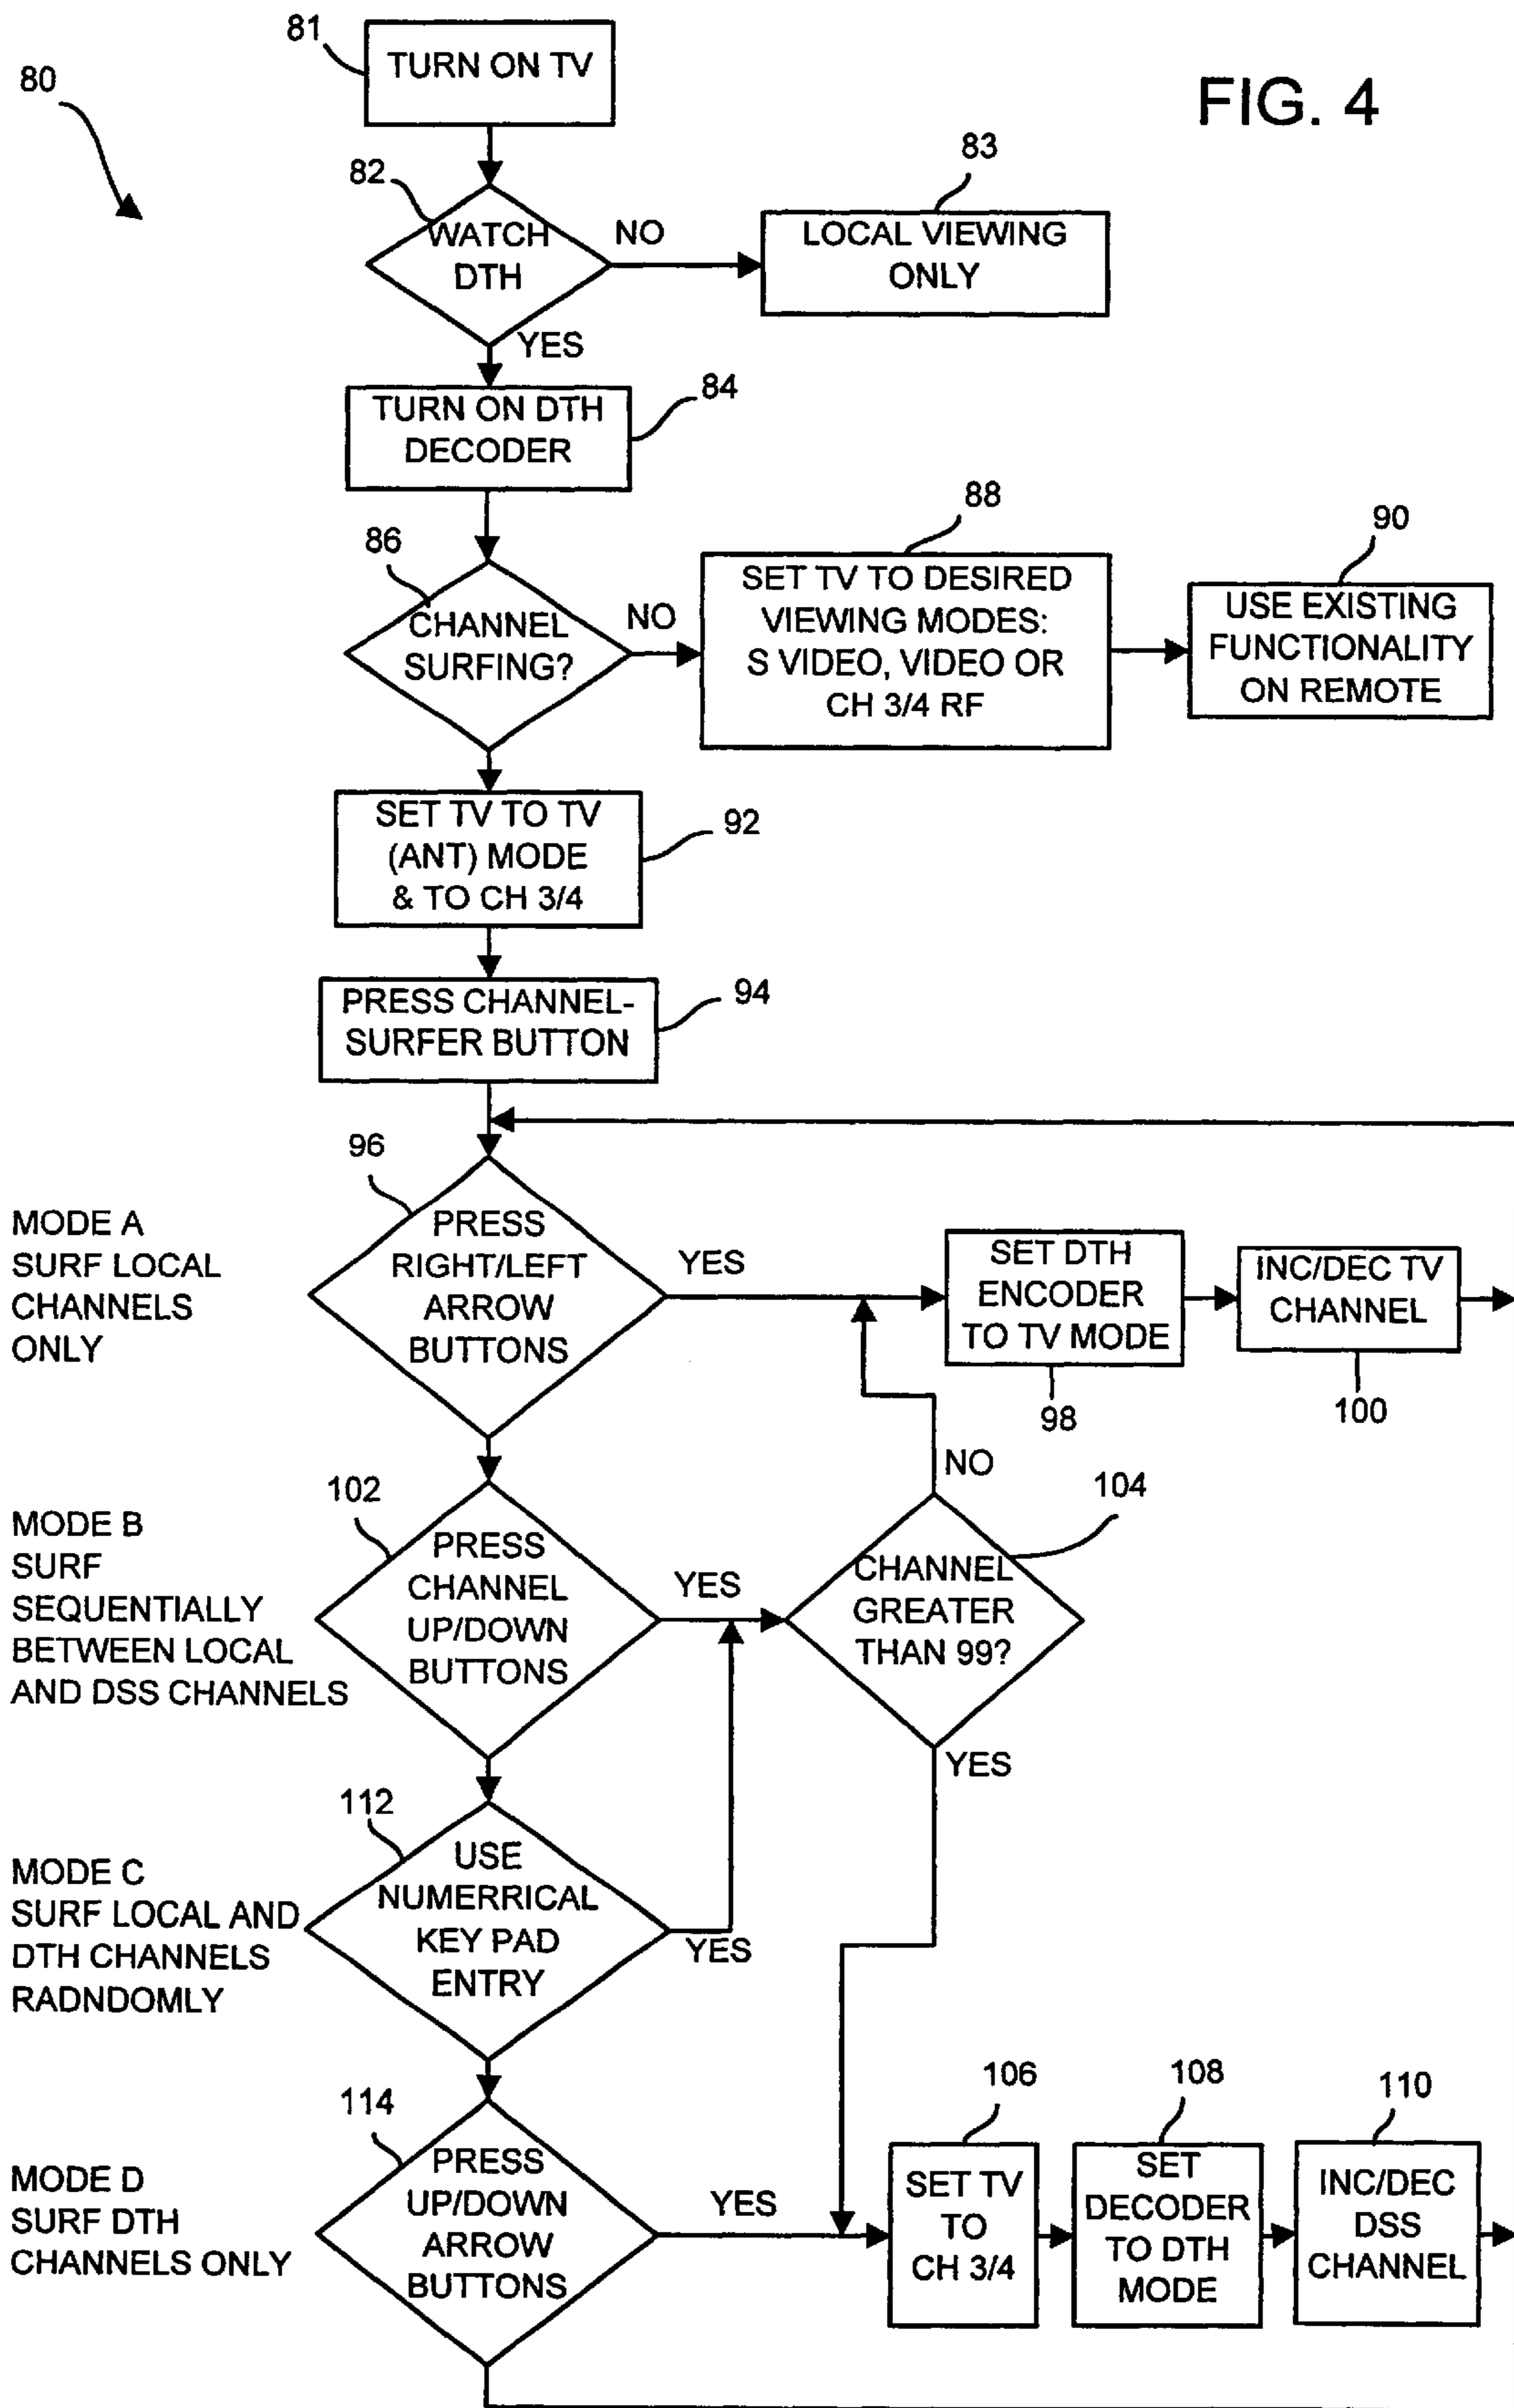 81
TURN ON TV
80
FIG. 4
82
WATCH
DTH
NO
83
LOCAL VIEWING
ONLY
YES
84
TURN ON DTH
DECODER
86
CHANNEL
SURFING?
NO
88
SET TV TO DESIRED
VIEWING MODES:
S VIDEO, VIDEO OR
CH 3/4 RF
90
USE EXISTING
FUNCTIONALITY
ON REMOTE
92
SET TV TO TV
(ANT) MODE
& TO CH 3/4
94
PRESS CHANNEL-
SURFER BUTTON
MODE A
SURF LOCAL
CHANNELS
ONLY
96
PRESS
RIGHT/LEFT
ARROW
BUTTONS
YES
SET DTH
ENCODER
TO TV MODE
98
INC/DEC TV
CHANNEL
100
MODE B
SURF
SEQUENTIALLY
BETWEEN LOCAL
AND DSS CHANNELS
102
PRESS
CHANNEL
UP/DOWN
BUTTONS
YES
NO
104
CHANNEL
GREATER
THAN 99?
YES
MODE C
SURF LOCAL AND
DTH CHANNELS
RADNDOMLY
112
USE
NUMERRICAL
KEY PAD
ENTRY
YES
MODE D
SURF DTH
CHANNELS ONLY
114
PRESS
UP/DOWN
ARROW
BUTTONS
YES
106
SET TV
TO
CH 3/4
108
SET
DECODER
TO DTH
MODE
110
INC/DEC
DSS
CHANNEL